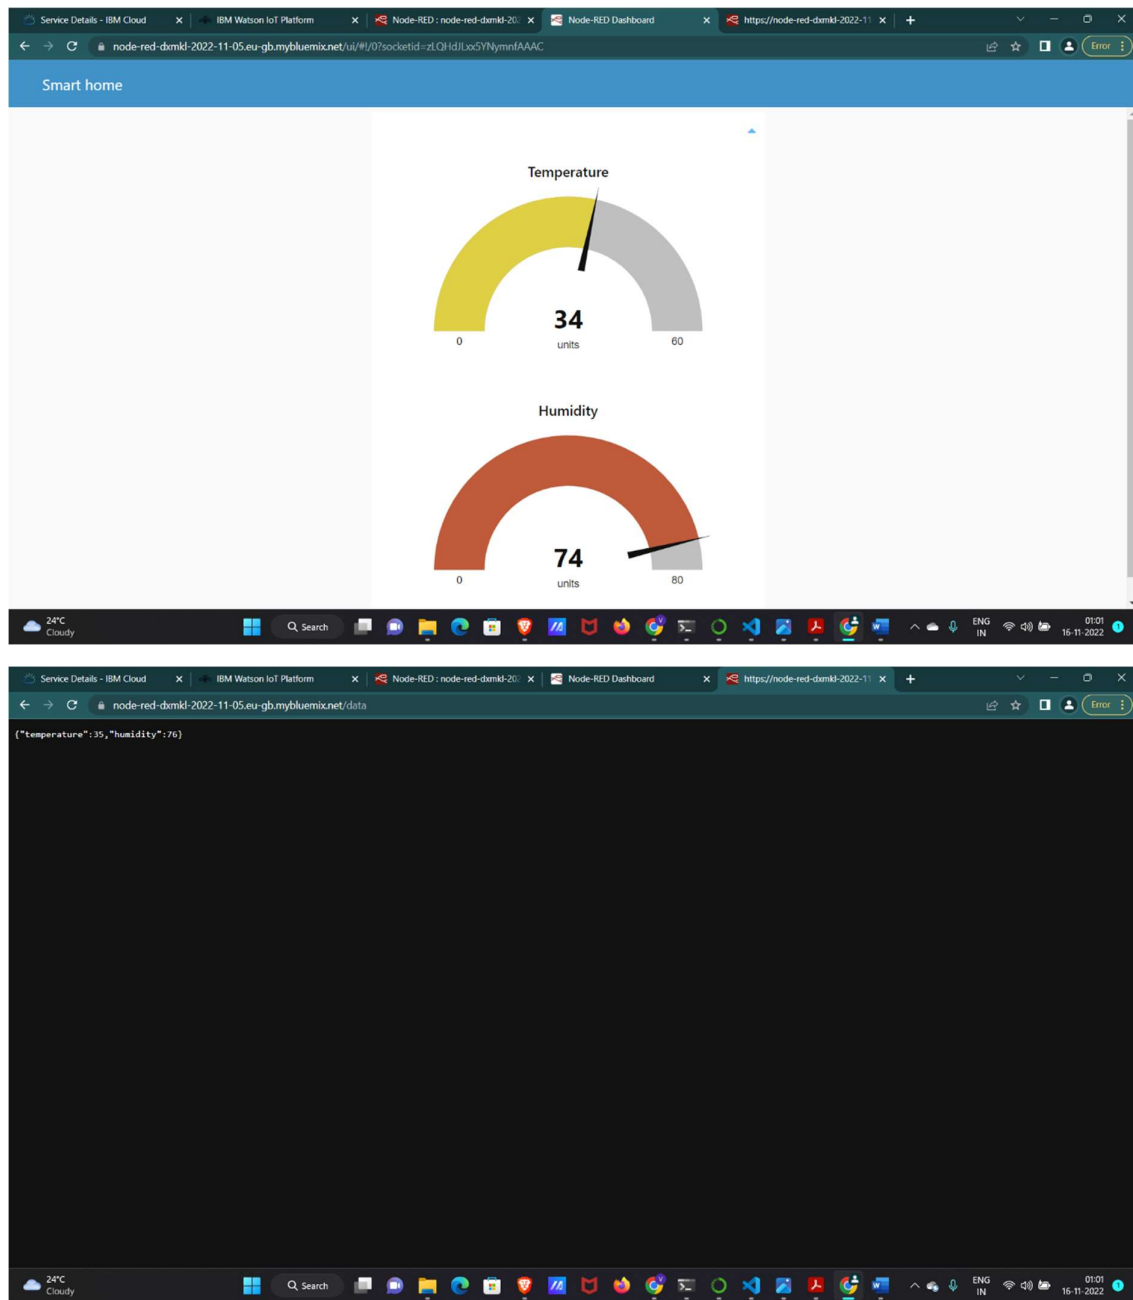 Service Details - IBM Cloud
IBM Watson IoT Platform
Node-RED : node-red-dxmkl-202
Node-RED Dashboard
https://node-red-dxmkl-2022-11
node-red-dxmkl-2022-11-05.eu-gb.mybluemix.net/ui/#!/0?socketid=zLQHdJLxx5YNymnfAAAC
Error
Smart home
Temperature
34
units
0
60
Humidity
74
units
0
80
24°C
Cloudy
Search
ENG
IN
01:01
16-11-2022
1
Service Details - IBM Cloud
IBM Watson IoT Platform
Node-RED : node-red-dxmkl-202
Node-RED Dashboard
https://node-red-dxmkl-2022-11
node-red-dxmkl-2022-11-05.eu-gb.mybluemix.net/data
Error
{"temperature":35,"humidity":76}
24°C
Cloudy
Search
ENG
IN
01:01
16-11-2022
1